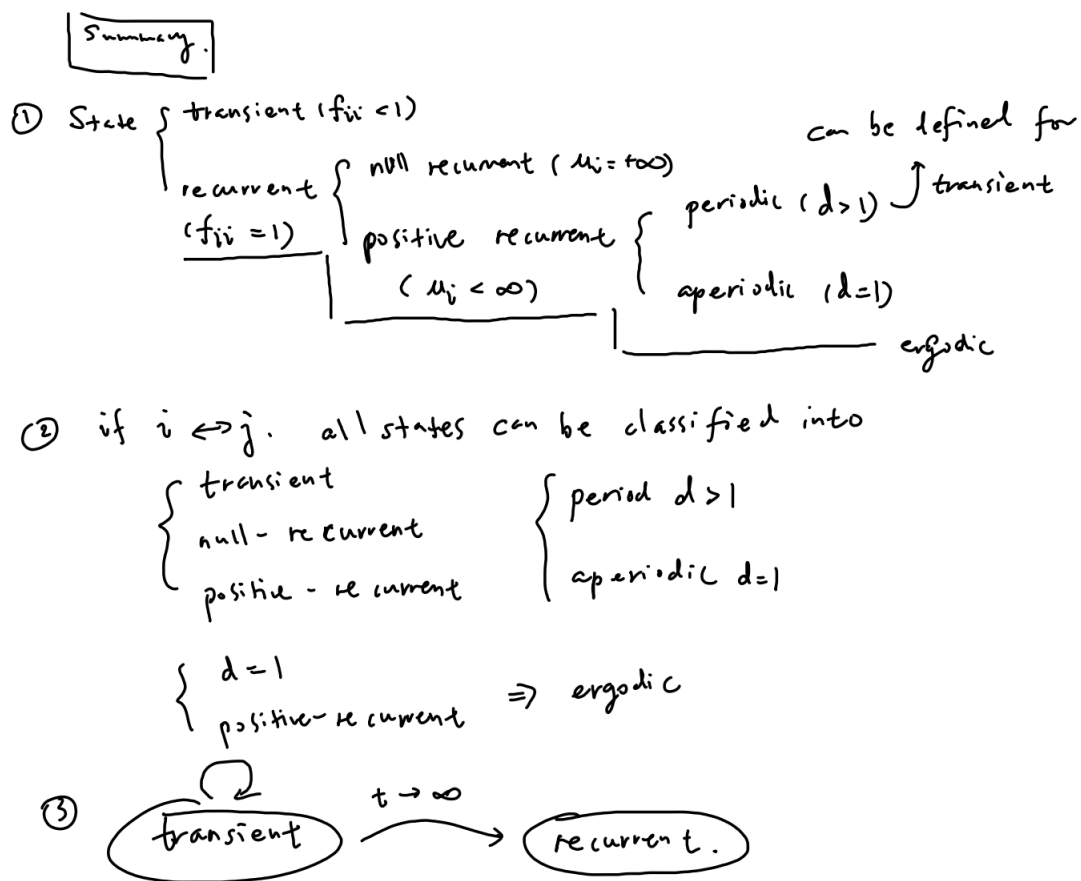 Summary.
① State { transient (fii < 1)
can be defined for
transient
recurrent { null recurrent (μi = +∞)
(fii = 1)
positive recurrent { periodic (d>1)
(μi < ∞)
aperiodic (d=1)
ergodic
② if i ↔ j. all states can be classified into
{ transient { period d > 1
null - recurrent
positive - recurrent aperiodic d=1
{ d = 1
positive-recurrent ⇒ ergodic
③ t → ∞
transient → recurrent.